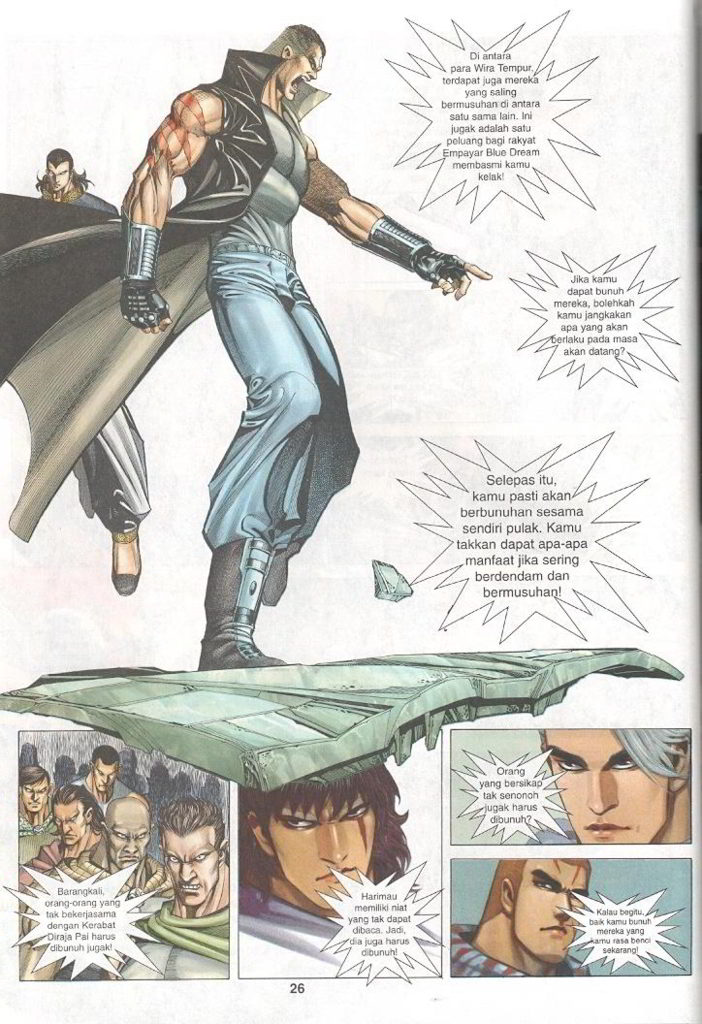 Di antara
para Wira Tempur,
terdapat juga mereka
yang saling
bermusuhan di antara
satu sama lain. Ini
jugak adalah satu
peluang bagi rakyat
Empayar Blue Dream
membasmi kamu
kelak!
Jika kamu
dapat bunuh
mereka, bolehkah
kamu jangkakan
apa yang akan
berlaku pada masa
akan datang?
Selepas itu,
kamu pasti akan
berbunuhan sesama
sendiri pulak. Kamu
takkan dapat apa-apa
manfaat jika sering
berdendam dan
bermusuhan!
Barangkali,
orang-orang yang
tak bekerjasama
dengan Kerabat
Diraja Pai harus
dibunuh jugak!
Harimau
memiliki niat
yang tak dapat
dibaca. Jadi,
dia juga harus
dibunuh!
Orang
yang bersikap
tak senonoh
jugak harus
dibunuh?
Kalau begitu,
baik kamu bunuh
mereka yang
kamu rasa benci
sekarang!
26